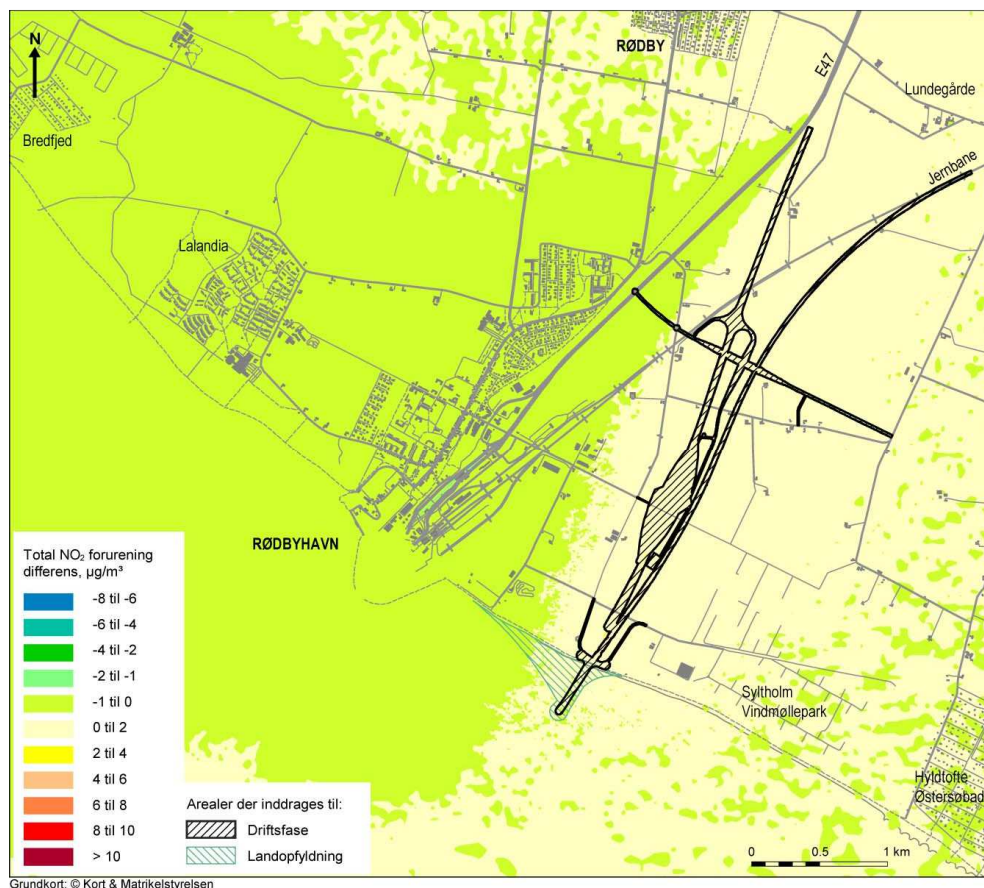 N
RØDBY
E47
Lundegårde
Bredfjed
Jernbane
Lalandia
RØDBYHAVN
Syltholm
Vindmøllepark
Hyldtofte
Østersøbad
Total NO₂ forurening
differens, µg/m³
-8 til -6
-6 til -4
-4 til -2
-2 til -1
-1 til 0
0 til 2
2 til 4
4 til 6
6 til 8
8 til 10
> 10
Arealer der inddrages til:
Driftsfase
Landopfyldning
0 0.5 1 km
Grundkort: © Kort & Matrikelstyrelsen